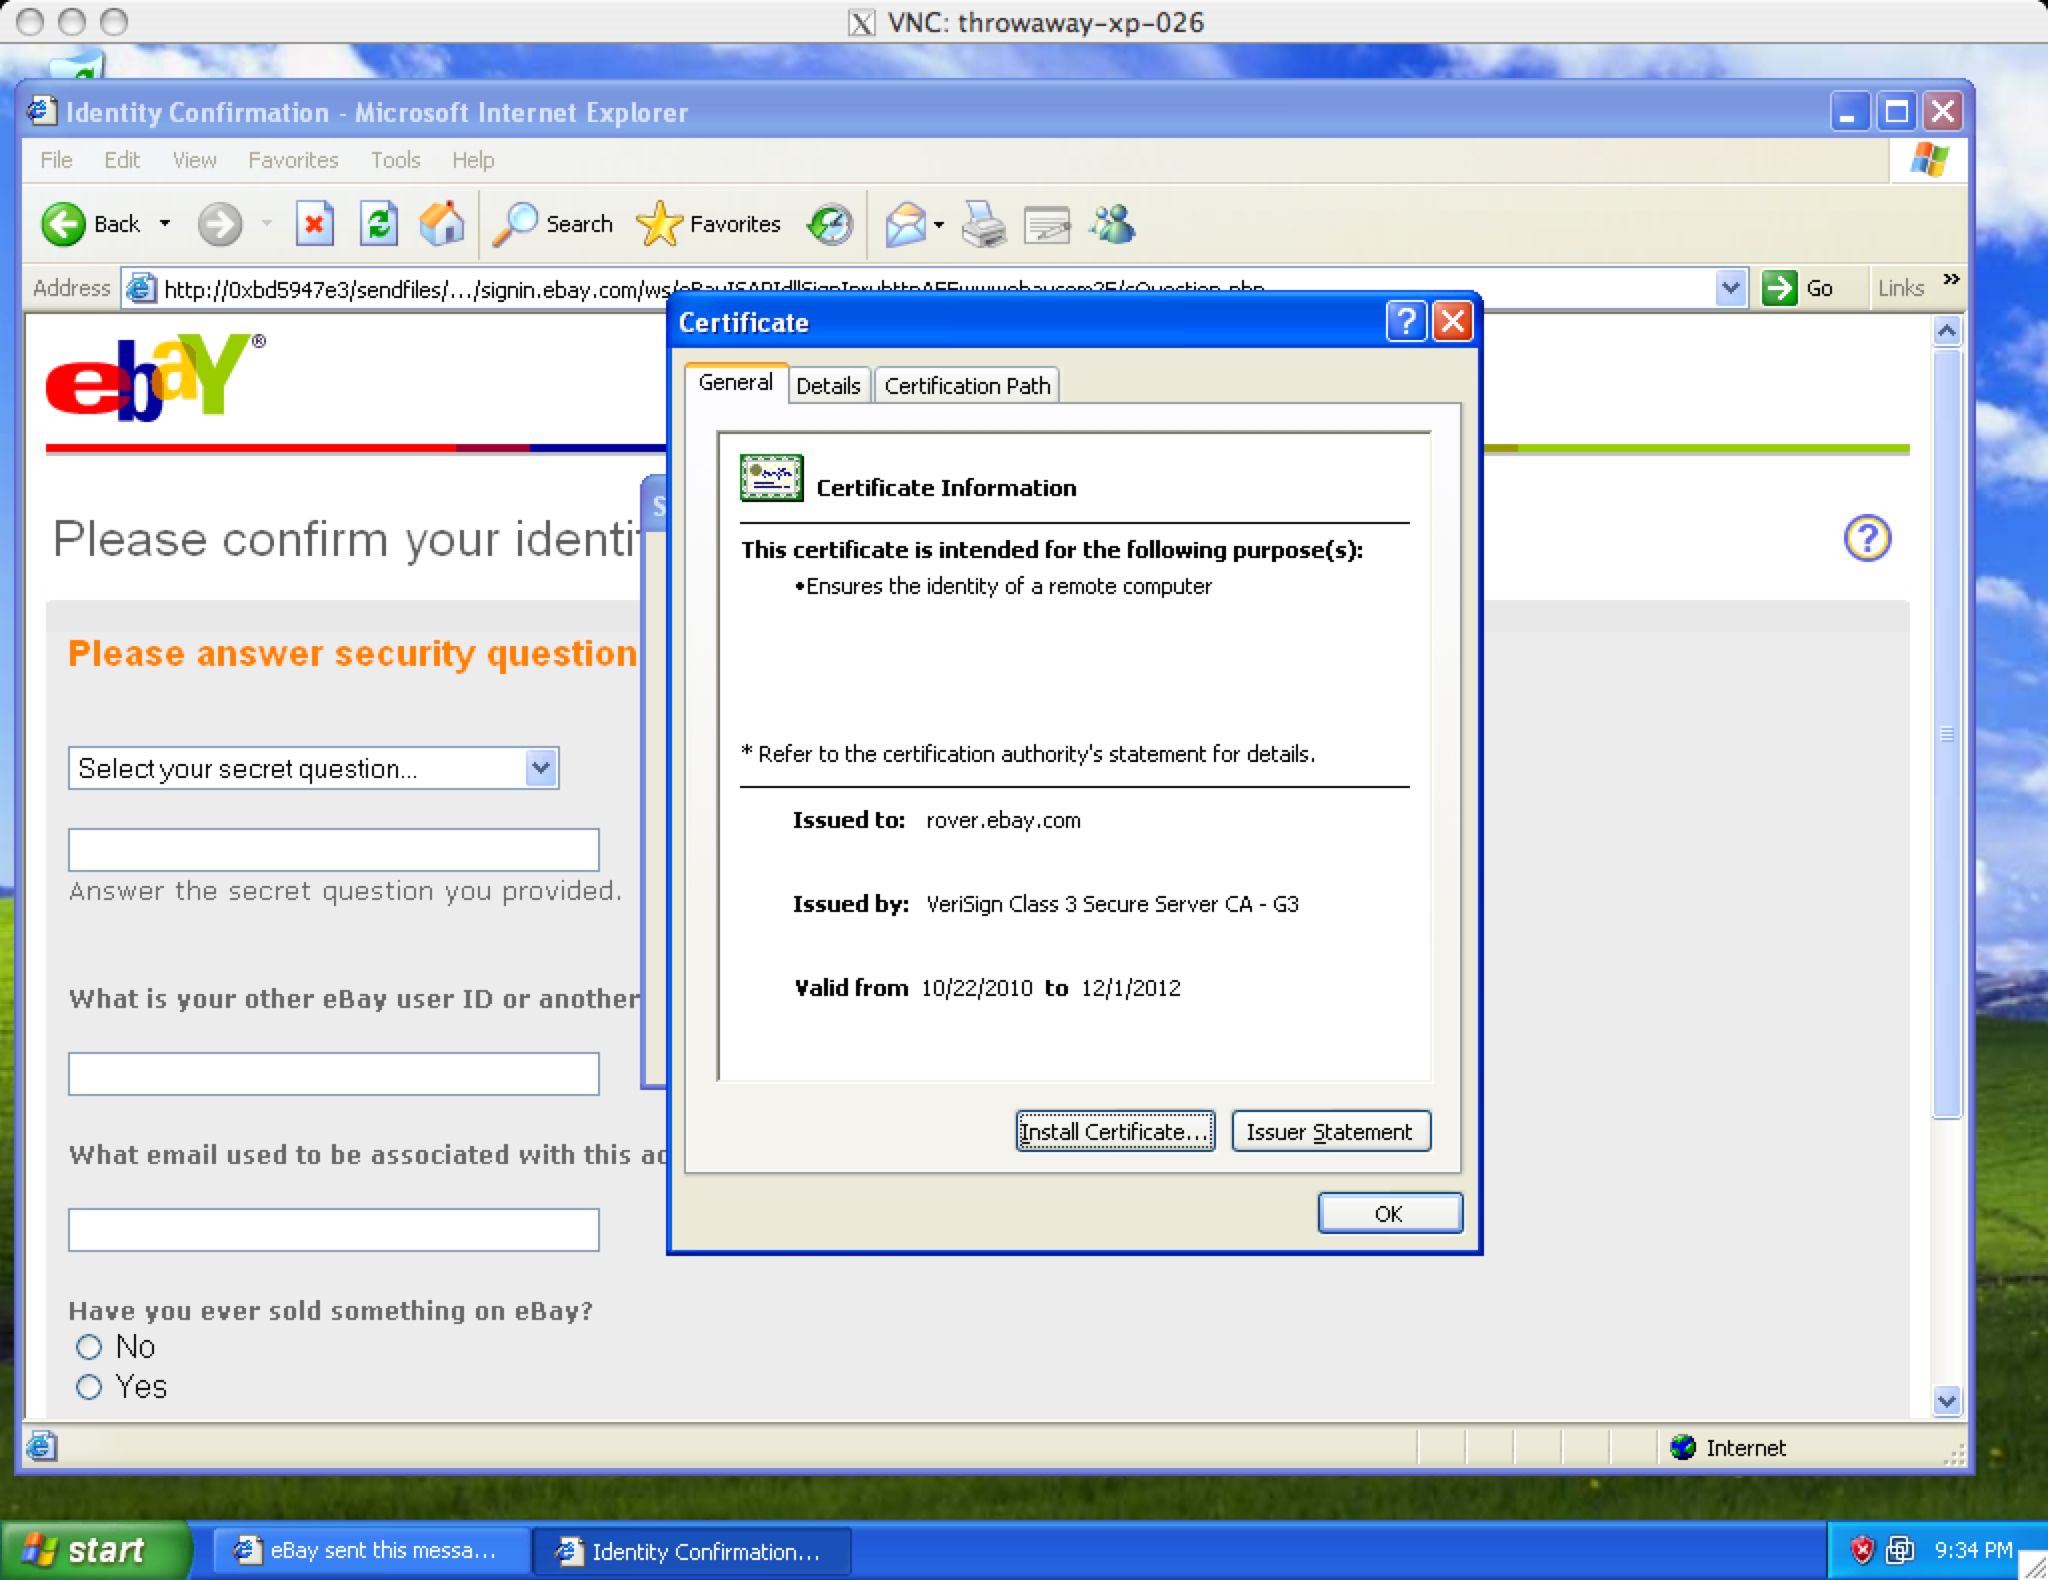 VNC: throwaway-xp-026
Identity Confirmation - Microsoft Internet Explorer
File Edit View Favorites Tools Help
Back Search Favorites
Address http://0xbd5947e3/sendfiles/.../signin.ebay.com/ws/ Go Links »
ebaY®
Certificate
General Details Certification Path
Certificate Information
This certificate is intended for the following purpose(s):
•Ensures the identity of a remote computer
* Refer to the certification authority's statement for details.
Issued to: rover.ebay.com
Issued by: VeriSign Class 3 Secure Server CA - G3
Valid from 10/22/2010 to 12/1/2012
Install Certificate... Issuer Statement
OK
S
Please confirm your identi
Please answer security question
Select your secret question...
Answer the secret question you provided.
What is your other eBay user ID or another
What email used to be associated with this ac
Have you ever sold something on eBay?
No
Yes
Internet
start eBay sent this messa... Identity Confirmation... 9:34 PM